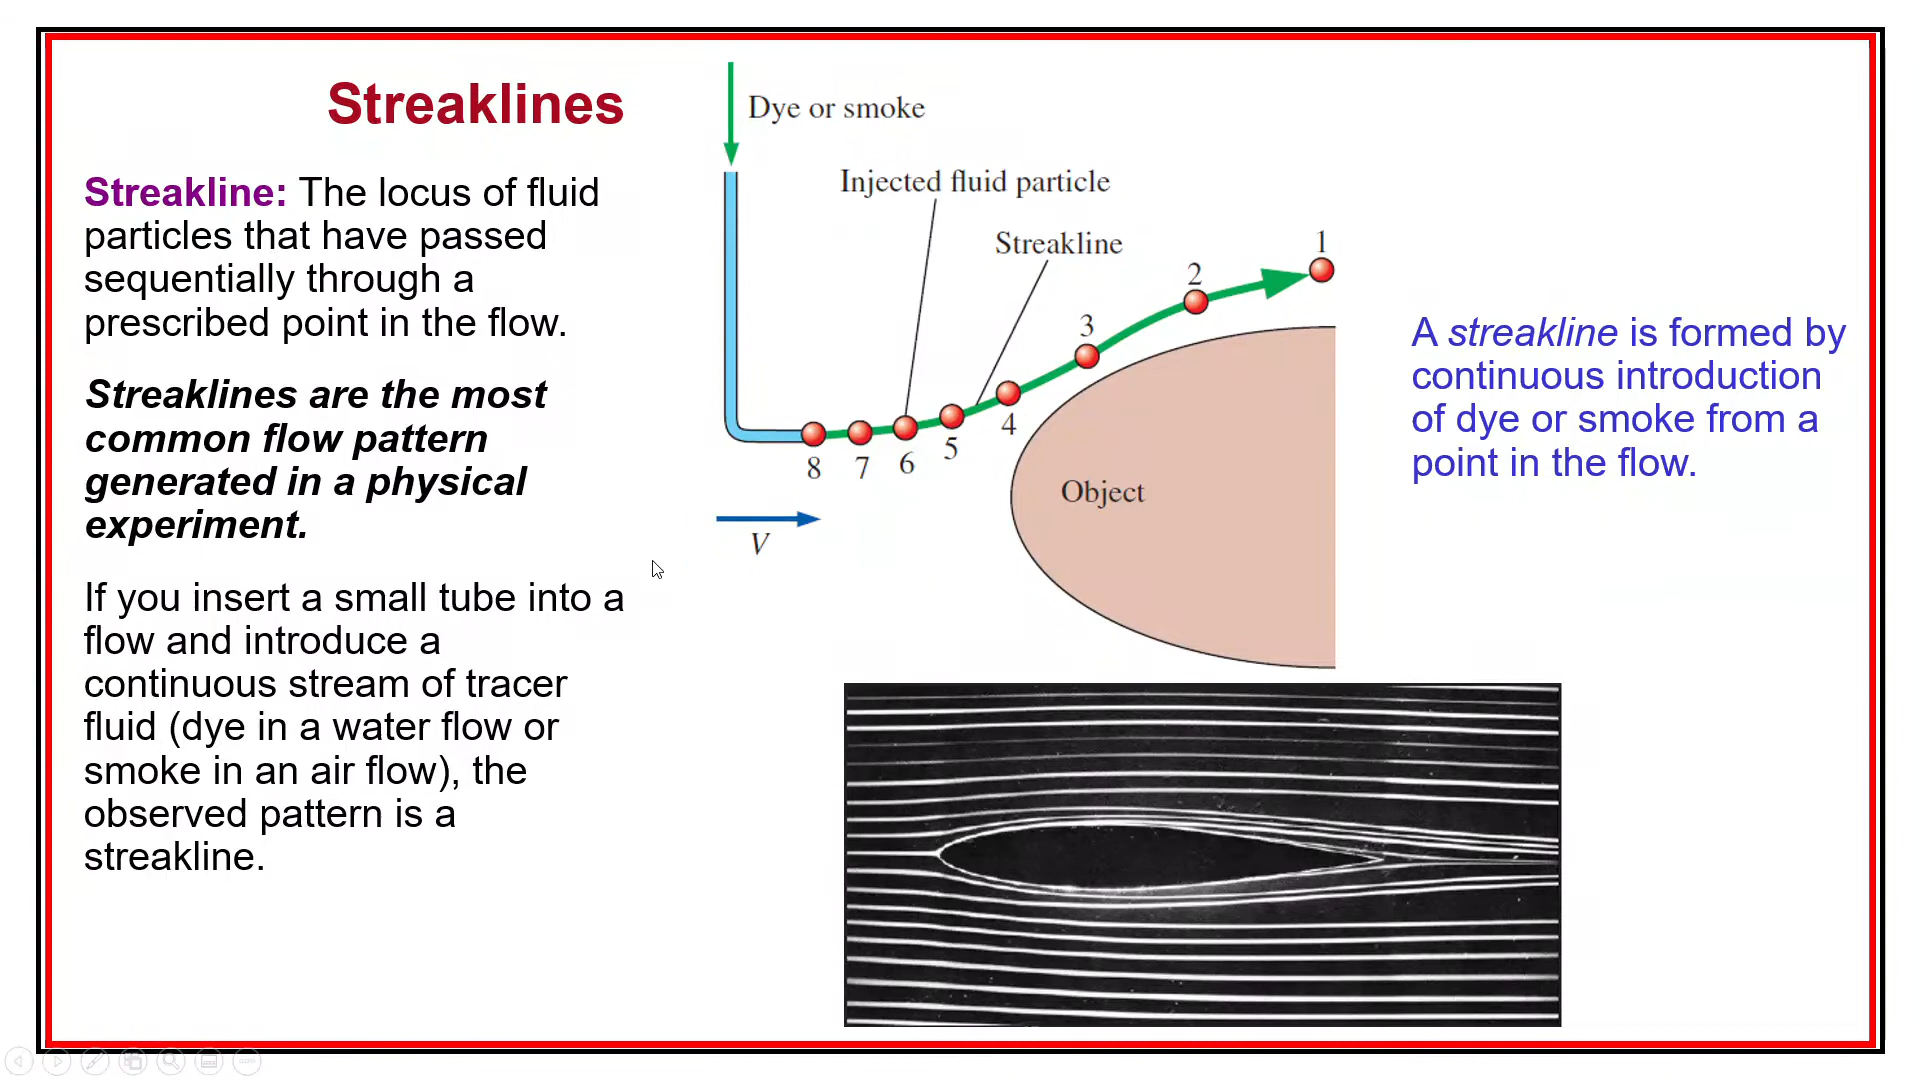 Streaklines
Streakline: The locus of fluid
particles that have passed
sequentially through a
prescribed point in the flow.
Streaklines are the most
common flow pattern
generated in a physical
experiment.
If you insert a small tube into a
flow and introduce a
continuous stream of tracer
fluid (dye in a water flow or
smoke in an air flow), the
observed pattern is a
streakline.
Dye or smoke
Injected fluid particle
Streakline
1
2
3
4
5
6
7
8
Object
V
A streakline is formed by
continuous introduction
of dye or smoke from a
point in the flow.